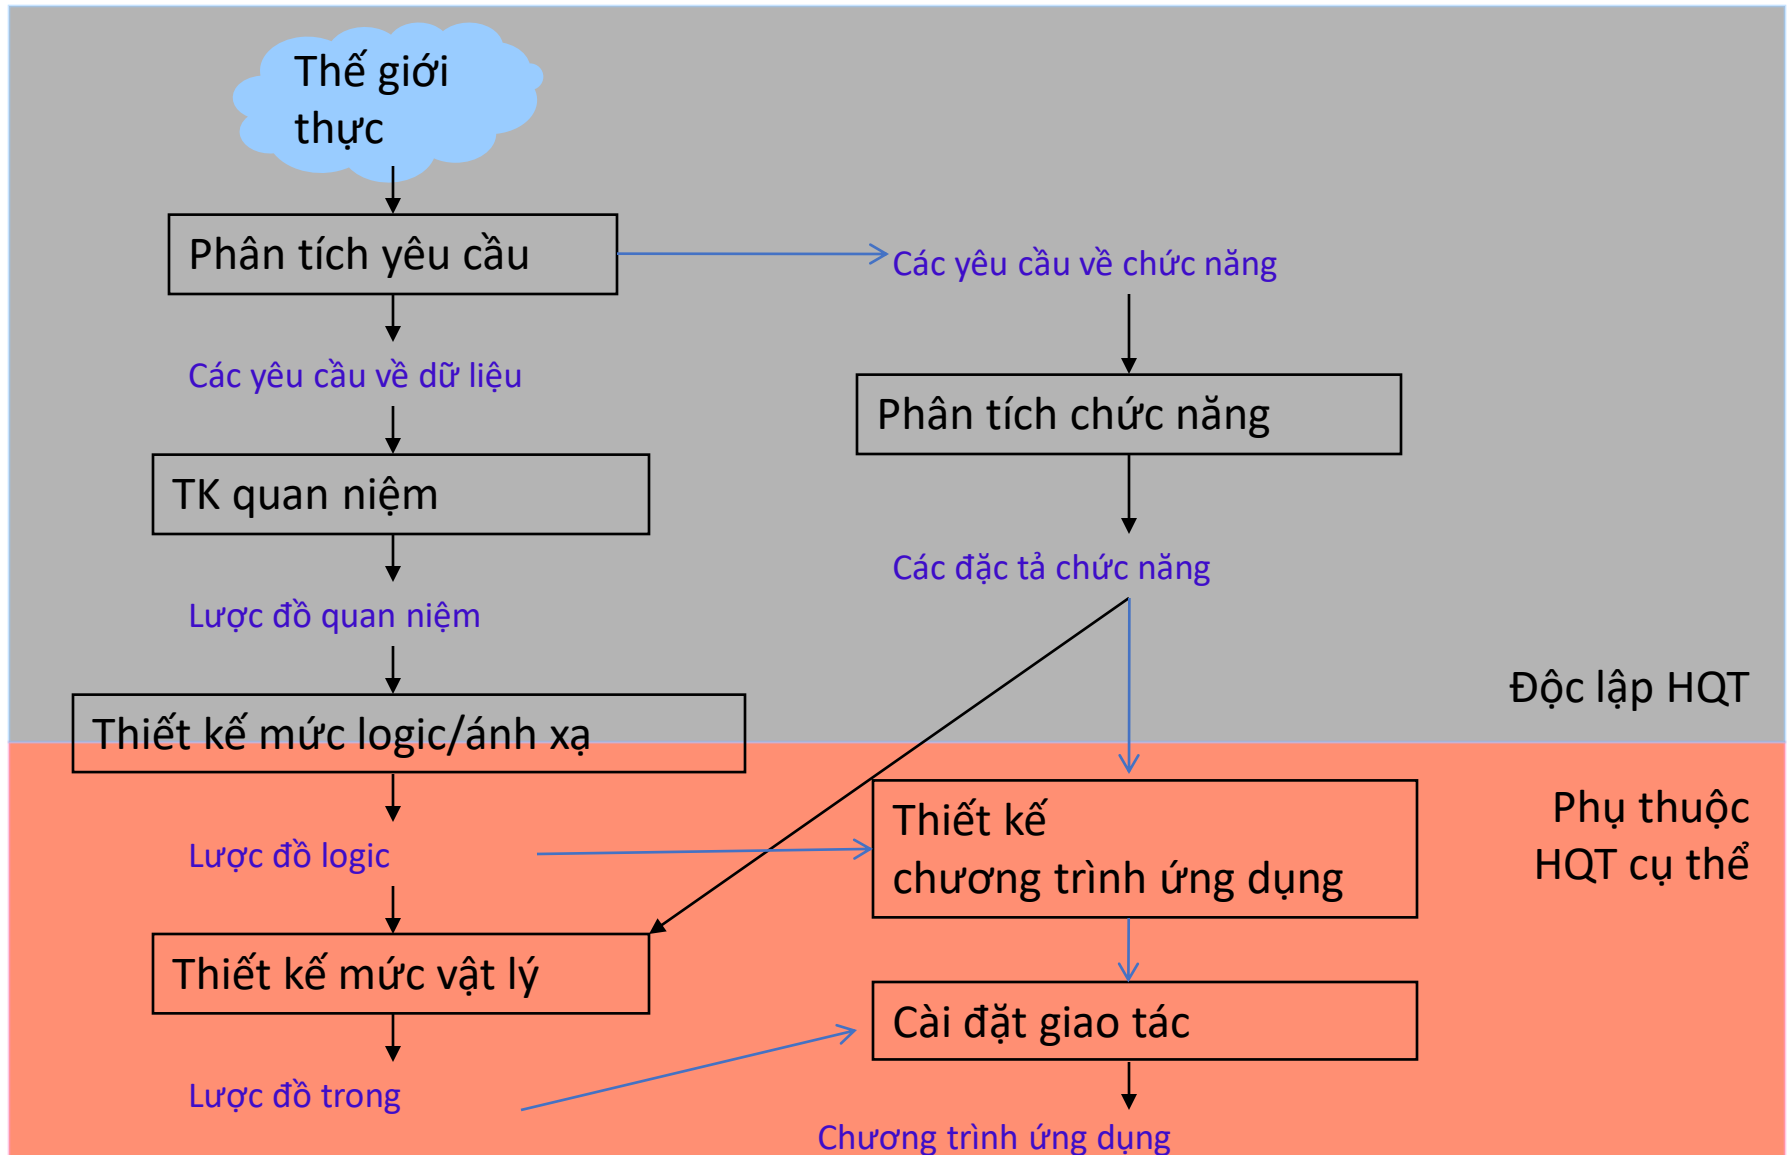 Thế giới
thực
Phân tích yêu cầu
Các yêu cầu về chức năng
Các yêu cầu về dữ liệu
Phân tích chức năng
TK quan niệm
Các đặc tả chức năng
Lược đồ quan niệm
Độc lập HQT
Thiết kế mức logic/ánh xạ
Phụ thuộc
HQT cụ thể
Thiết kế
chương trình ứng dụng
Lược đồ logic
Thiết kế mức vật lý
Cài đặt giao tác
Lược đồ trong
Chương trình ứng dụng